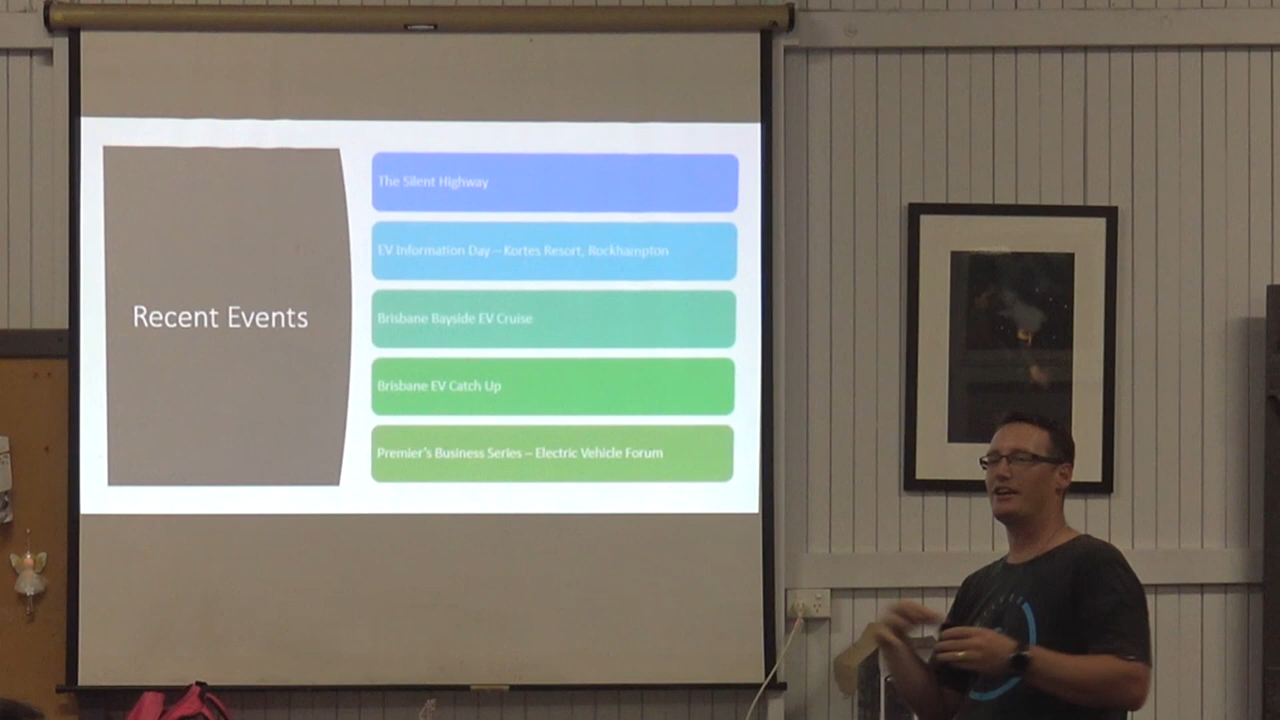 Recent Events
The Silent Highway
EV Information Day – Kortes Resort, Rockhampton
Brisbane Bayside EV Cruise
Brisbane EV Catch Up
Premier's Business Series – Electric Vehicle Forum